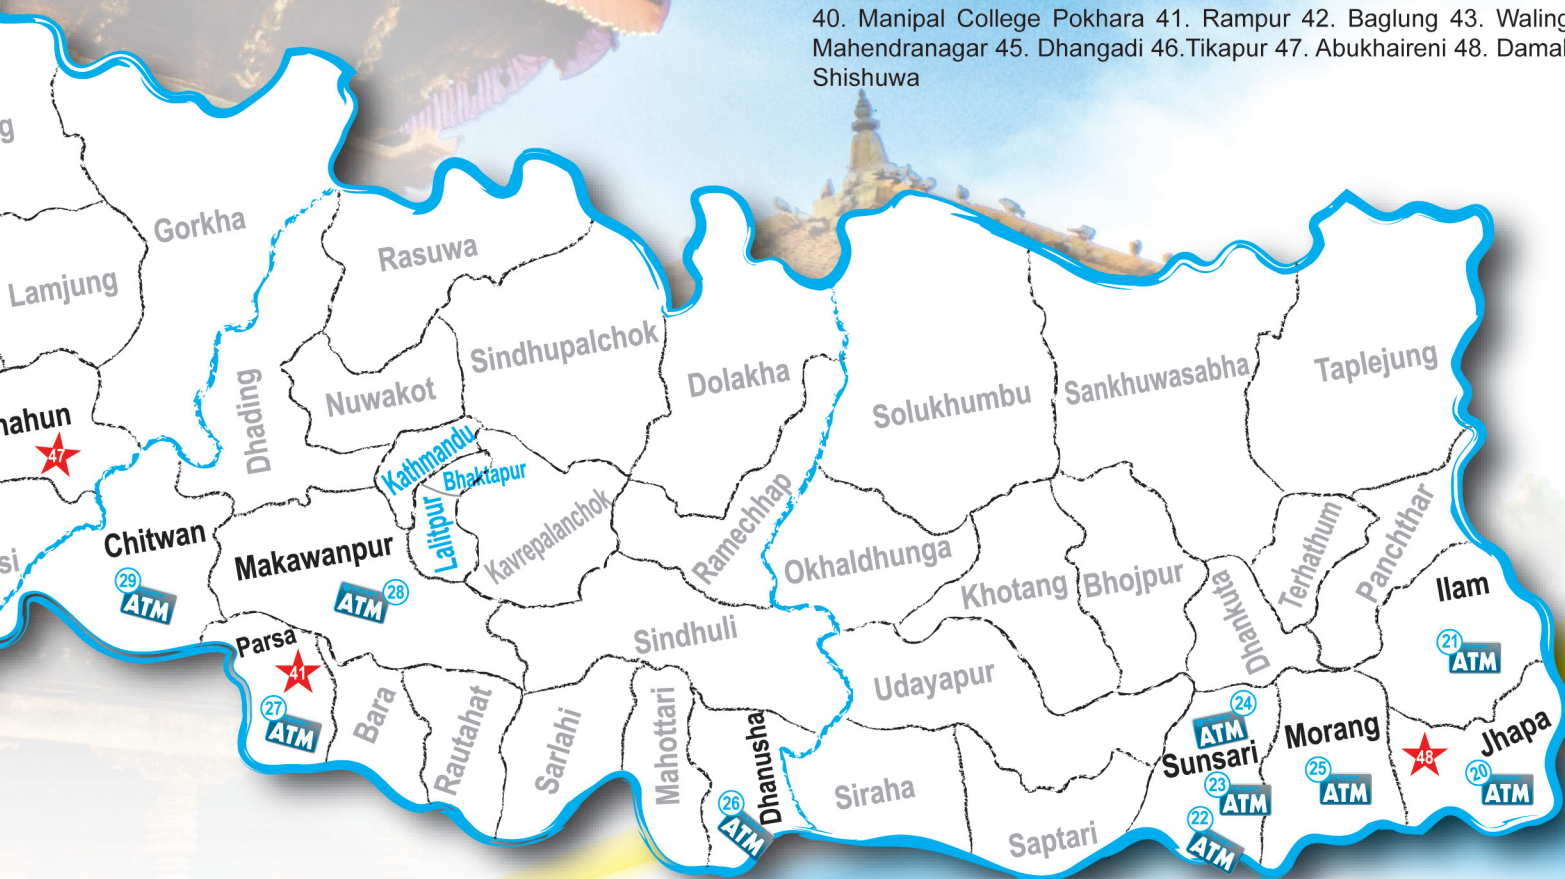 40. Manipal College Pokhara 41. Rampur 42. Baglung 43. Waling
Mahendranagar 45. Dhangadi 46.Tikapur 47. Abukhaireni 48. Damak
Shishuwa
g
Gorkha
Rasuwa
Lamjung
Sindhupalchok
Dolakha
Solukhumbu
Sankhuwasabha
Taplejung
Dhading
Nuwakot
nahun
47
Kathmandu
Bhaktapur
Lalitpur
Kavrepalanchok
Ramechhap
Okhaldhunga
Khotang
Bhojpur
Dhankuta
Terhathum
Panchthar
si
Chitwan
29
ATM
Makawanpur
28
ATM
Ilam
21
ATM
Parsa
41
27
ATM
Sindhuli
Udayapur
Bara
Rautahat
Sarlahi
Mahottari
Dhanusha
26
ATM
Siraha
Saptari
24
ATM
Sunsari
23
ATM
22
ATM
Morang
25
ATM
48
Jhapa
20
ATM